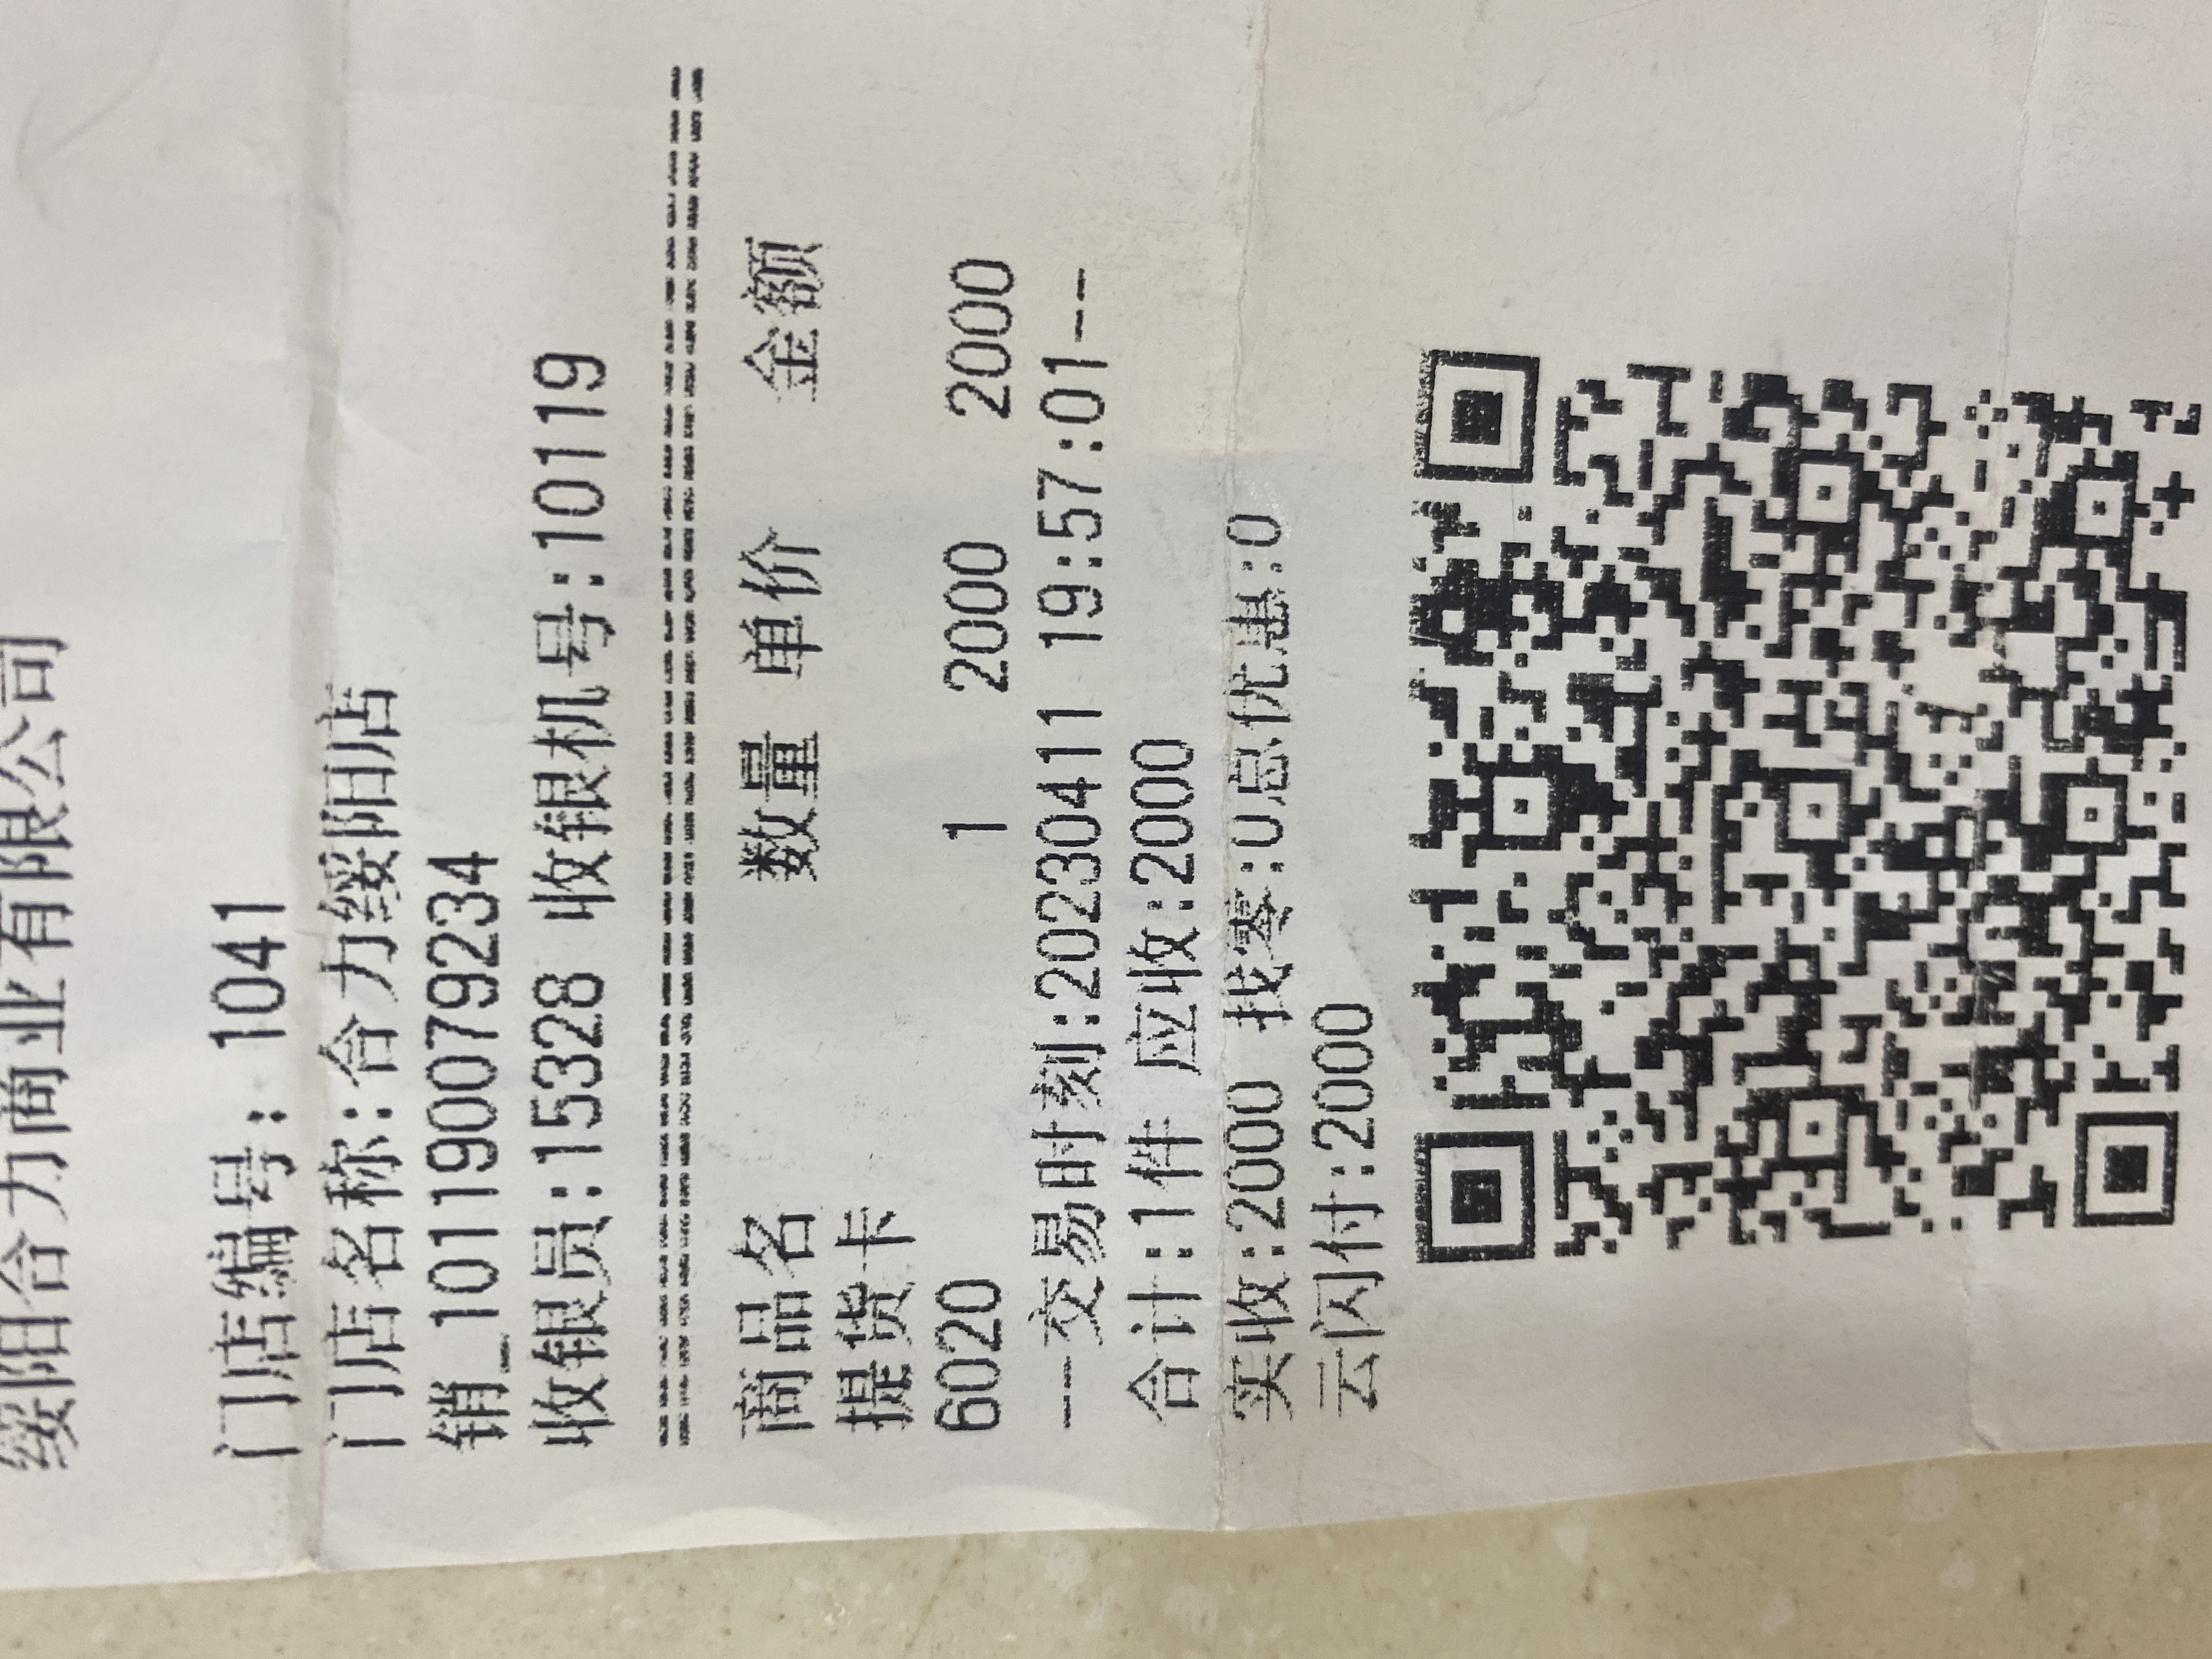 绥阳合力商业有限公司
门店编号: 1041
门店名称:合力绥阳店
销_101190079234
收银员:15328 收银机号:10119
商品名 数量 单价 金额
提货卡
6020 1 2000 2000
--交易时刻:20230411 19:57:01--
合计:1件 应收:2000
实收:2000 找零:0总优惠:0
云闪付:2000